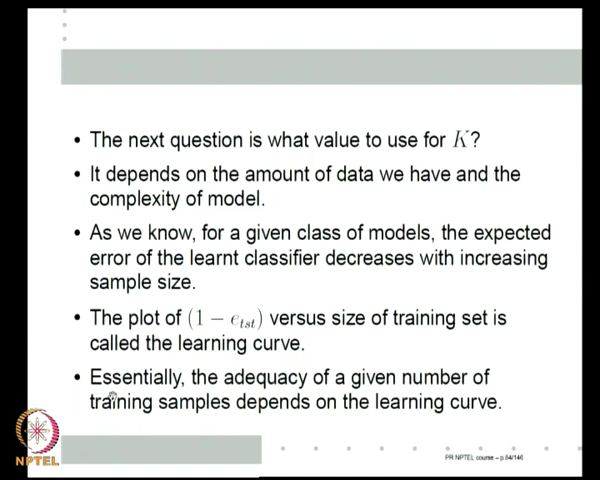 • The next question is what value to use for K?
• It depends on the amount of data we have and the
complexity of model.
• As we know, for a given class of models, the expected
error of the learnt classifier decreases with increasing
sample size.
• The plot of (1 − e_tst) versus size of training set is
called the learning curve.
• Essentially, the adequacy of a given number of
training samples depends on the learning curve.
NPTEL
PR NPTEL course – p.84/146